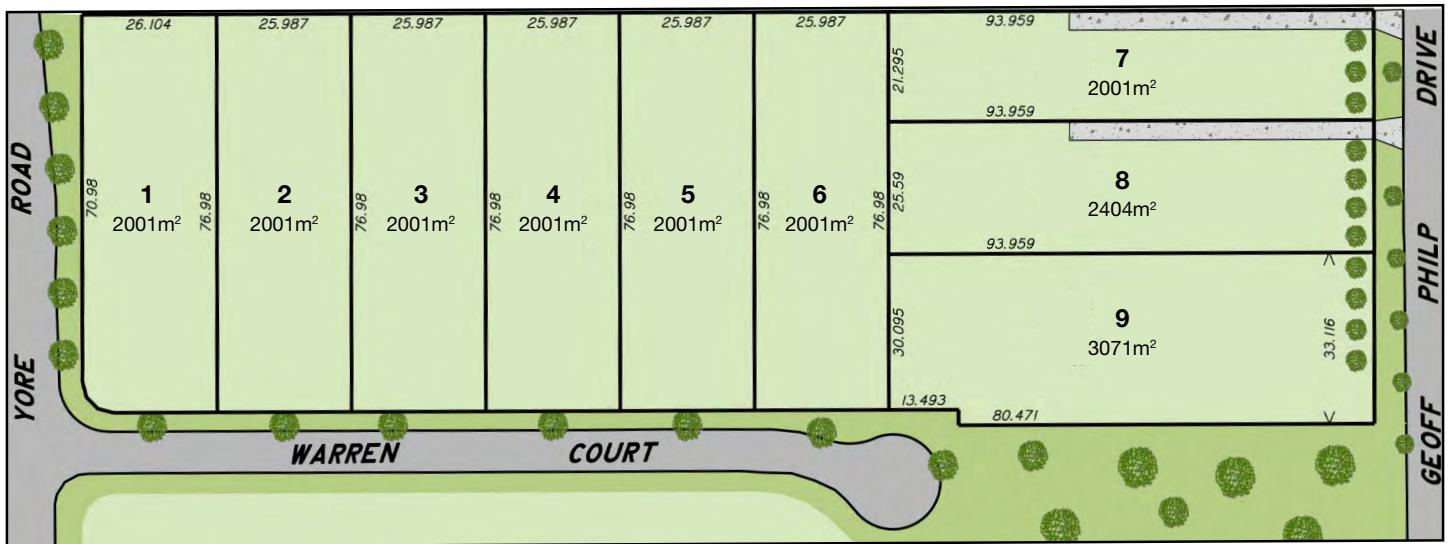 26.104
25.987
25.987
25.987
25.987
25.987
93.959
YORE ROAD
70.98
1
2001m²
76.98
2
2001m²
76.98
3
2001m²
76.98
4
2001m²
76.98
5
2001m²
76.98
6
2001m²
76.98
21.295
7
2001m²
93.959
25.59
8
2404m²
93.959
30.095
9
3071m²
33.116
13.493
80.471
WARREN COURT
GEOFF PHILP DRIVE